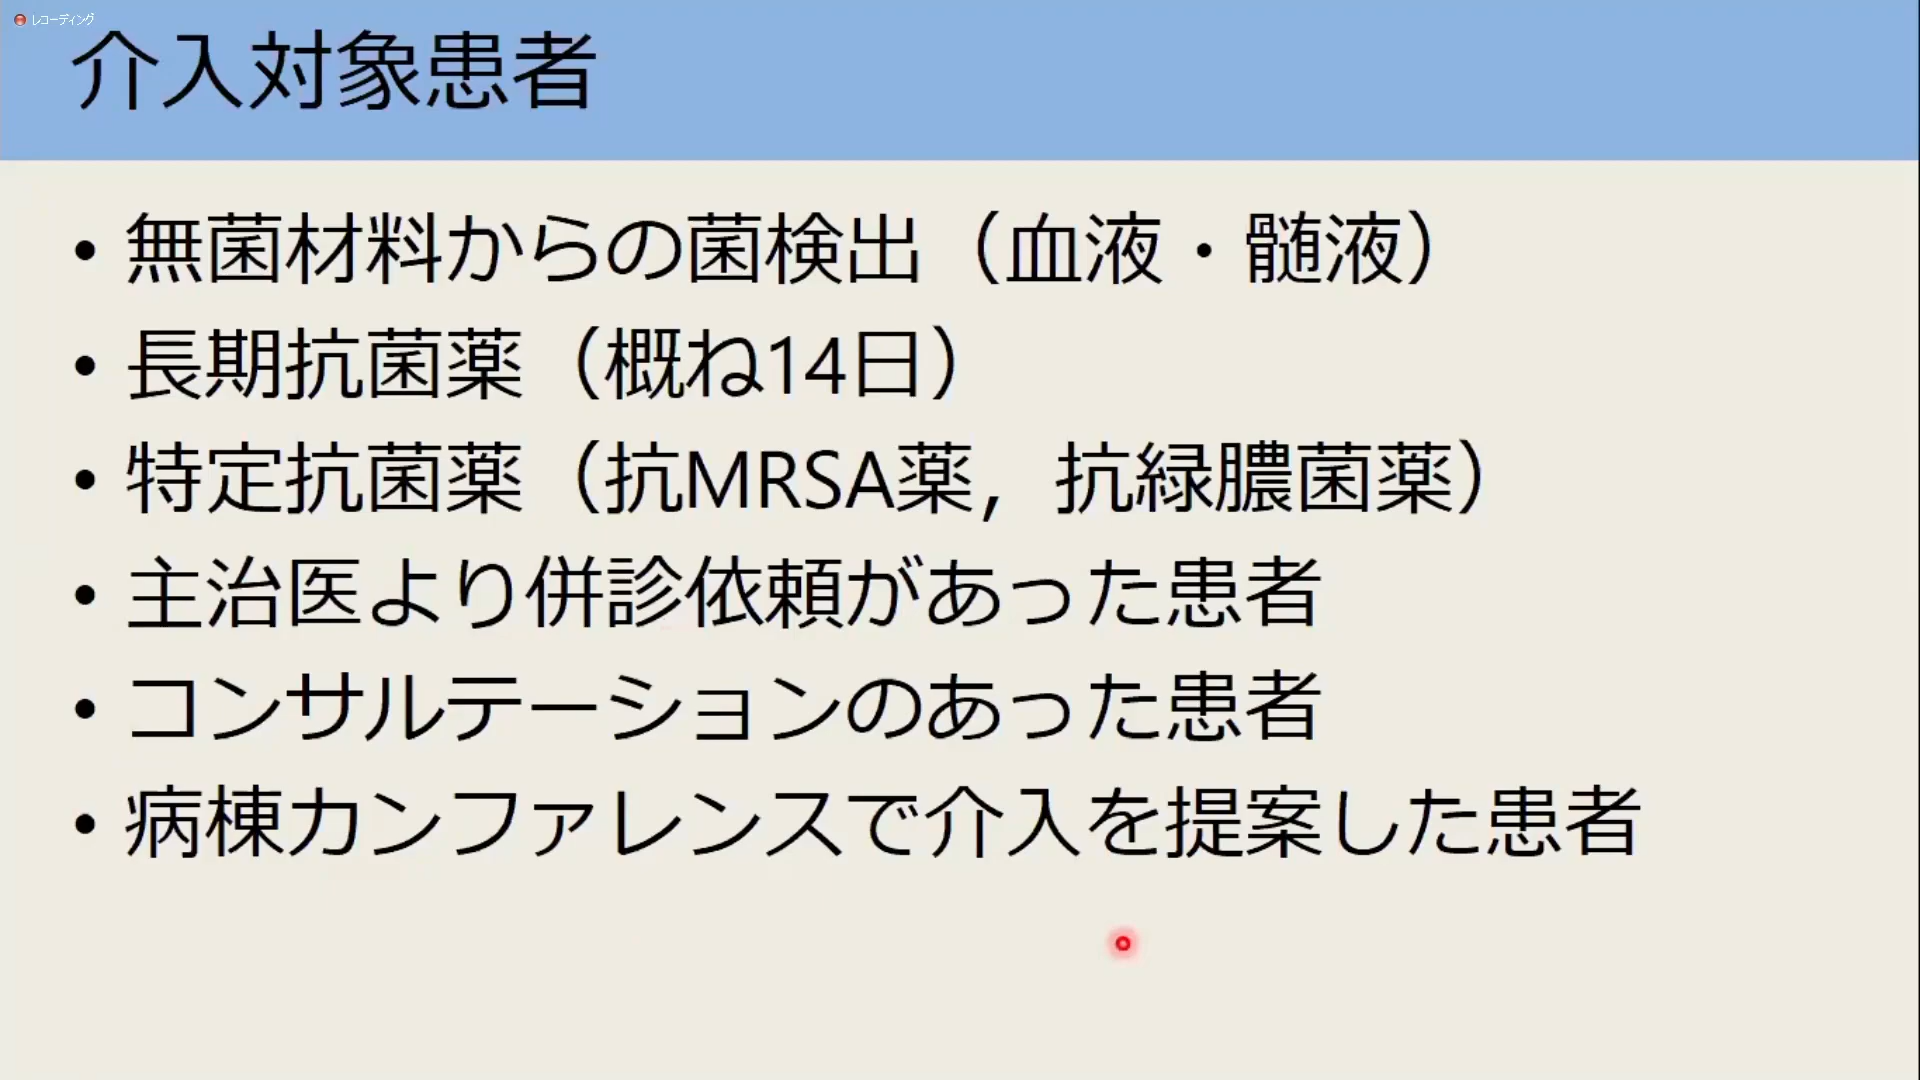 レコーディング
介入対象患者
• 無菌材料からの菌検出（血液・髄液）
• 長期抗菌薬（概ね14日）
• 特定抗菌薬（抗MRSA薬，抗緑膿菌薬）
• 主治医より併診依頼があった患者
• コンサルテーションのあった患者
• 病棟カンファレンスで介入を提案した患者